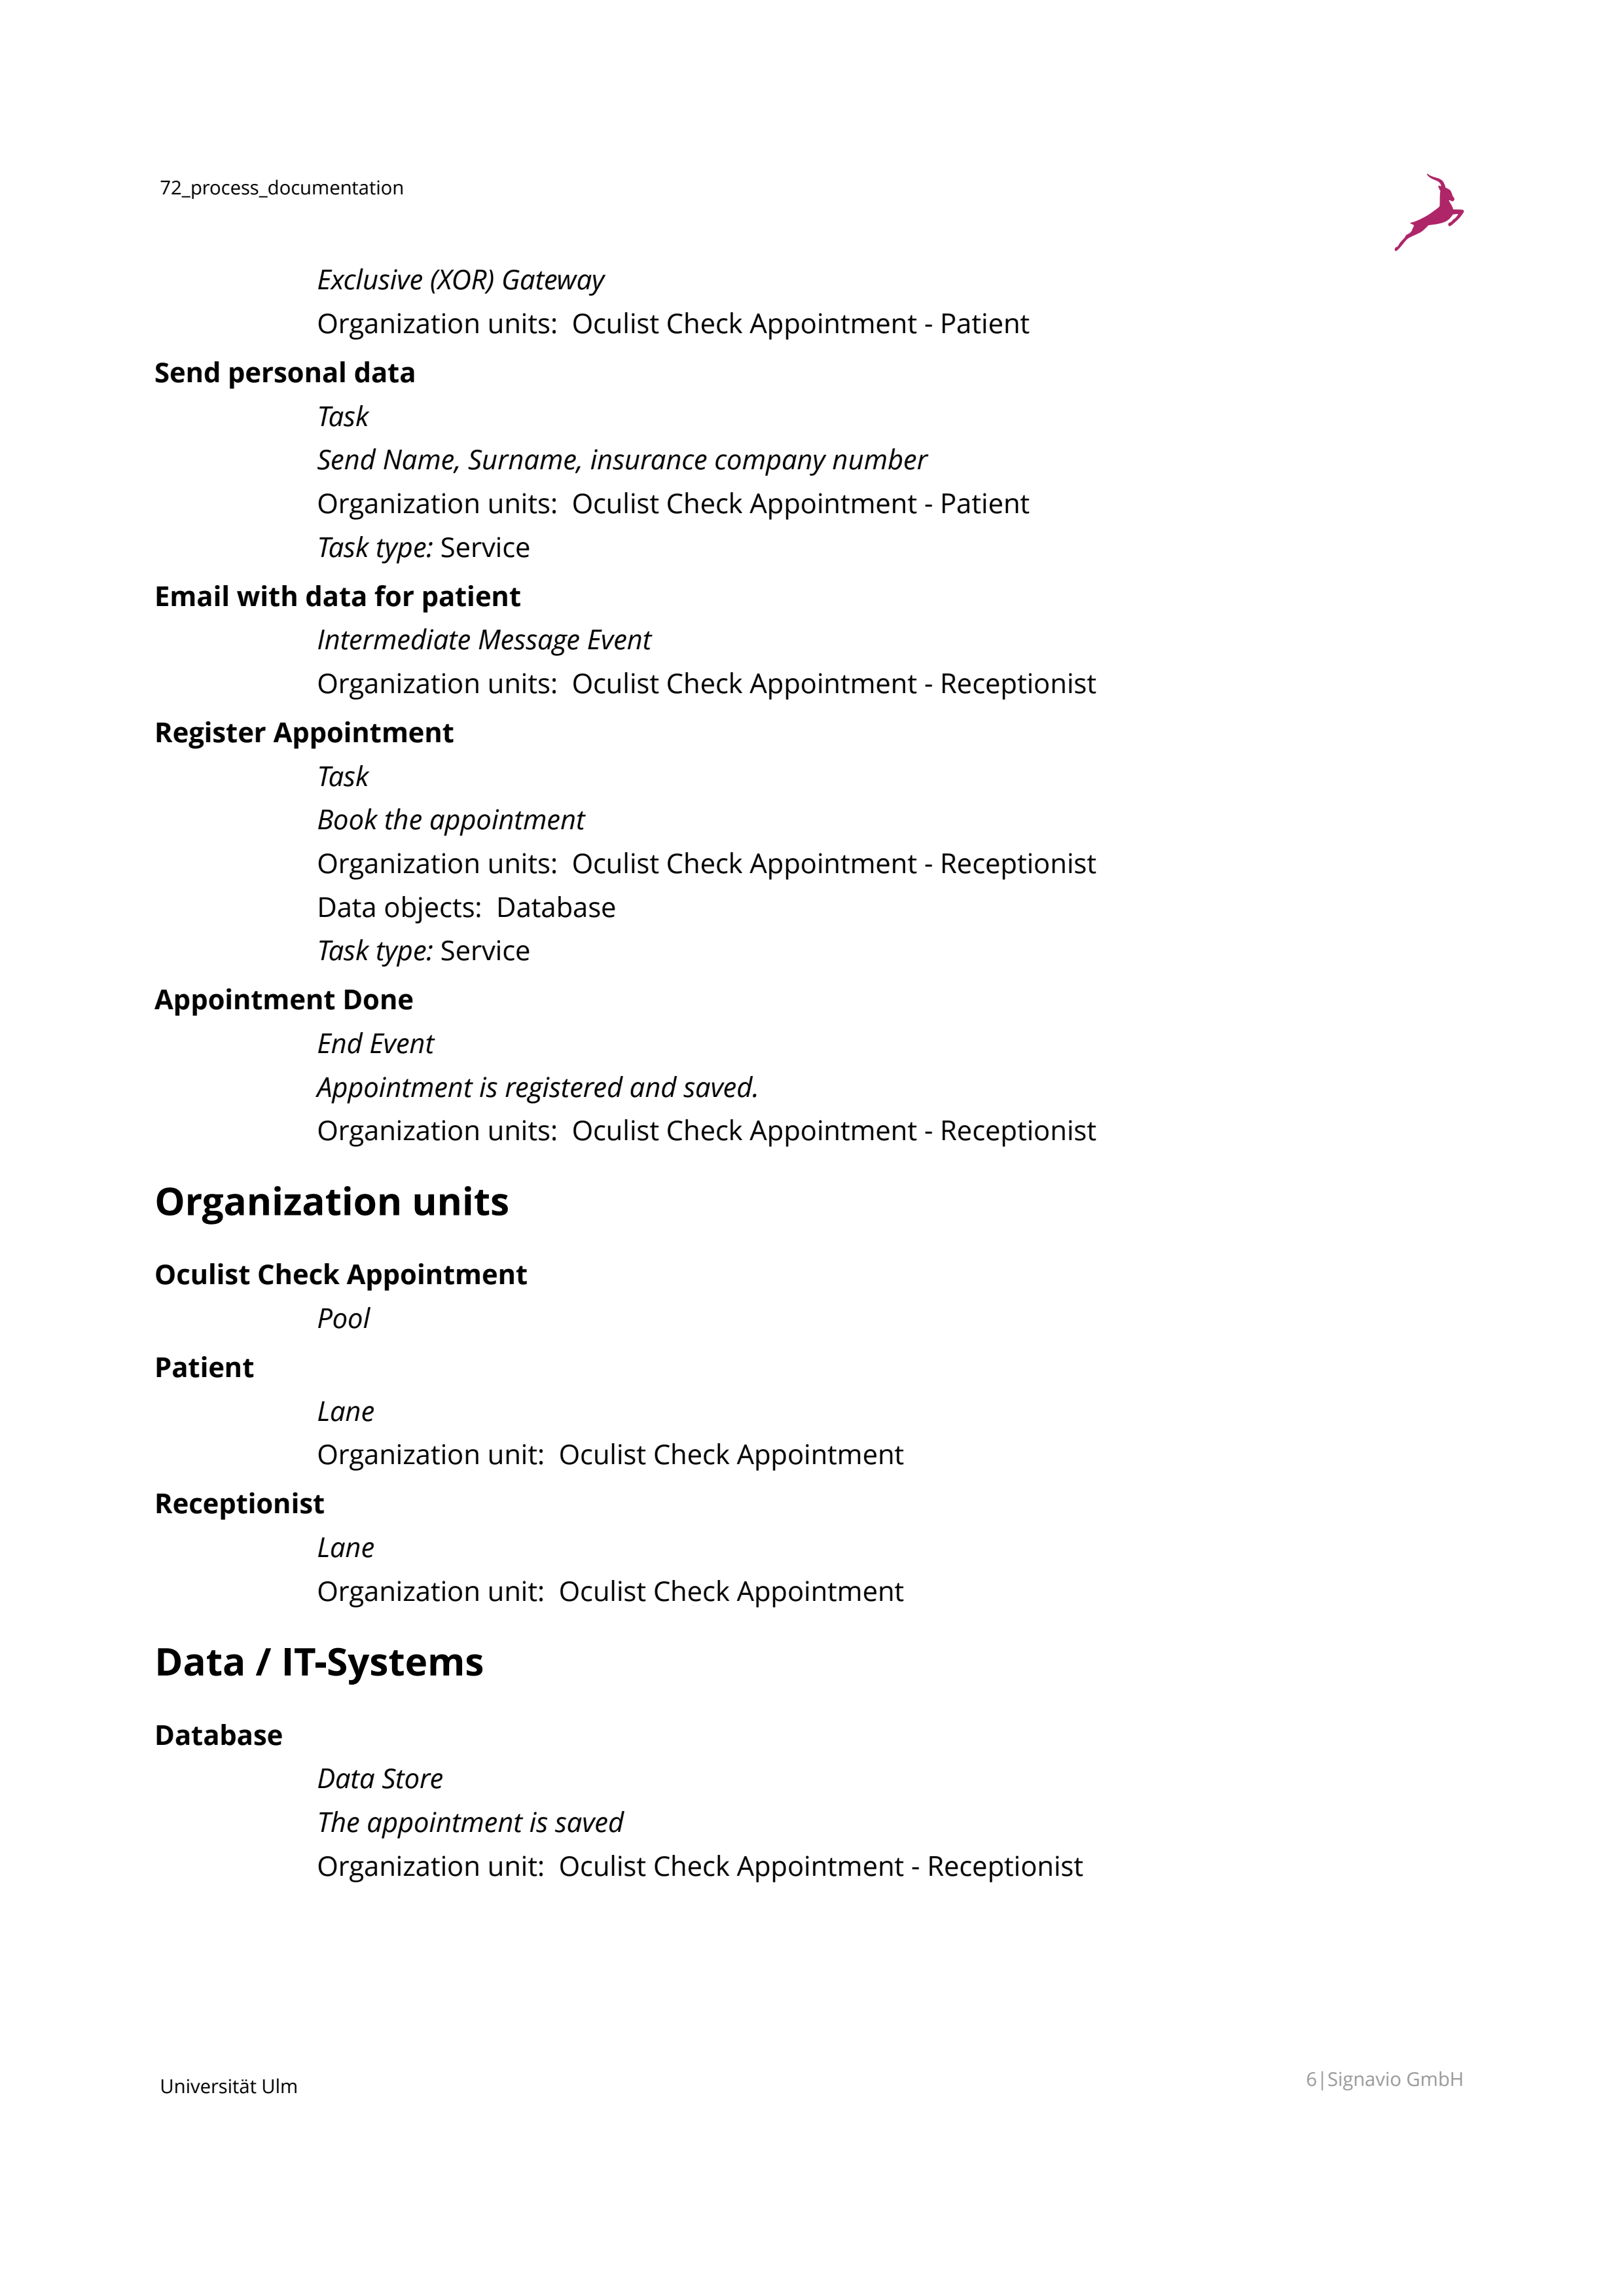 72_process_documentation
Exclusive (XOR) Gateway
Organization units:  Oculist Check Appointment - Patient
Send personal data
Task
Send Name, Surname, insurance company number
Organization units:  Oculist Check Appointment - Patient
Task type: Service
Email with data for patient
Intermediate Message Event
Organization units:  Oculist Check Appointment - Receptionist
Register Appointment
Task
Book the appointment
Organization units:  Oculist Check Appointment - Receptionist
Data objects:  Database
Task type: Service
Appointment Done
End Event
Appointment is registered and saved.
Organization units:  Oculist Check Appointment - Receptionist
Organization units
Oculist Check Appointment
Pool
Patient
Lane
Organization unit:  Oculist Check Appointment
Receptionist
Lane
Organization unit:  Oculist Check Appointment
Data / IT-Systems
Database
Data Store
The appointment is saved
Organization unit:  Oculist Check Appointment - Receptionist
Universität Ulm
6|Signavio GmbH